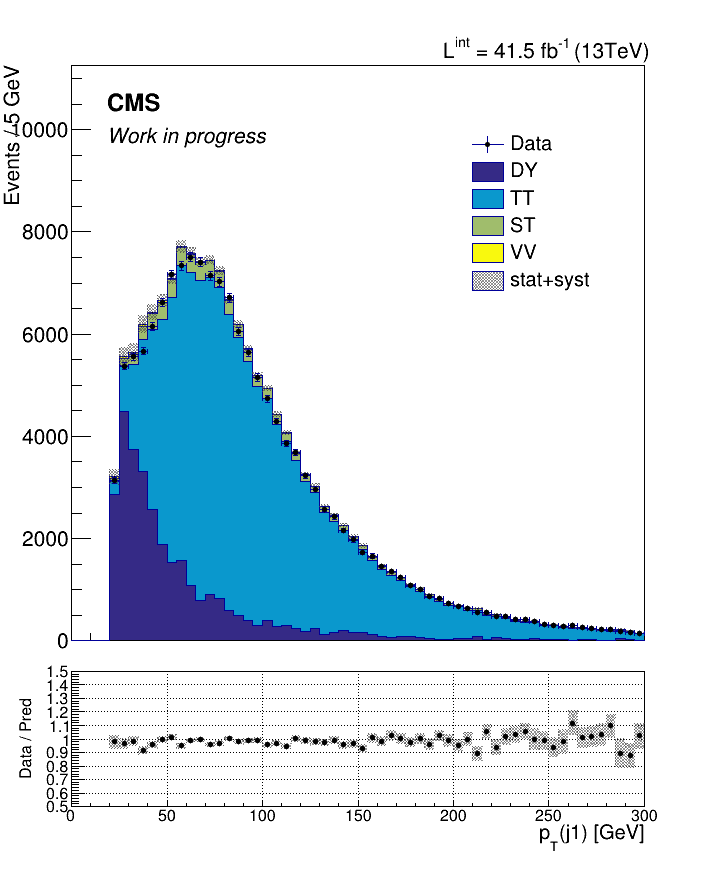 L^int = 41.5 fb^-1 (13TeV)
Events / 5 GeV
CMS
Work in progress
Data
DY
TT
ST
VV
stat+syst
10000
8000
6000
4000
2000
0
Data / Pred
1.5
1.4
1.3
1.2
1.1
1
0.9
0.8
0.7
0.6
0.5
0 50 100 150 200 250 300
p_T(j1) [GeV]